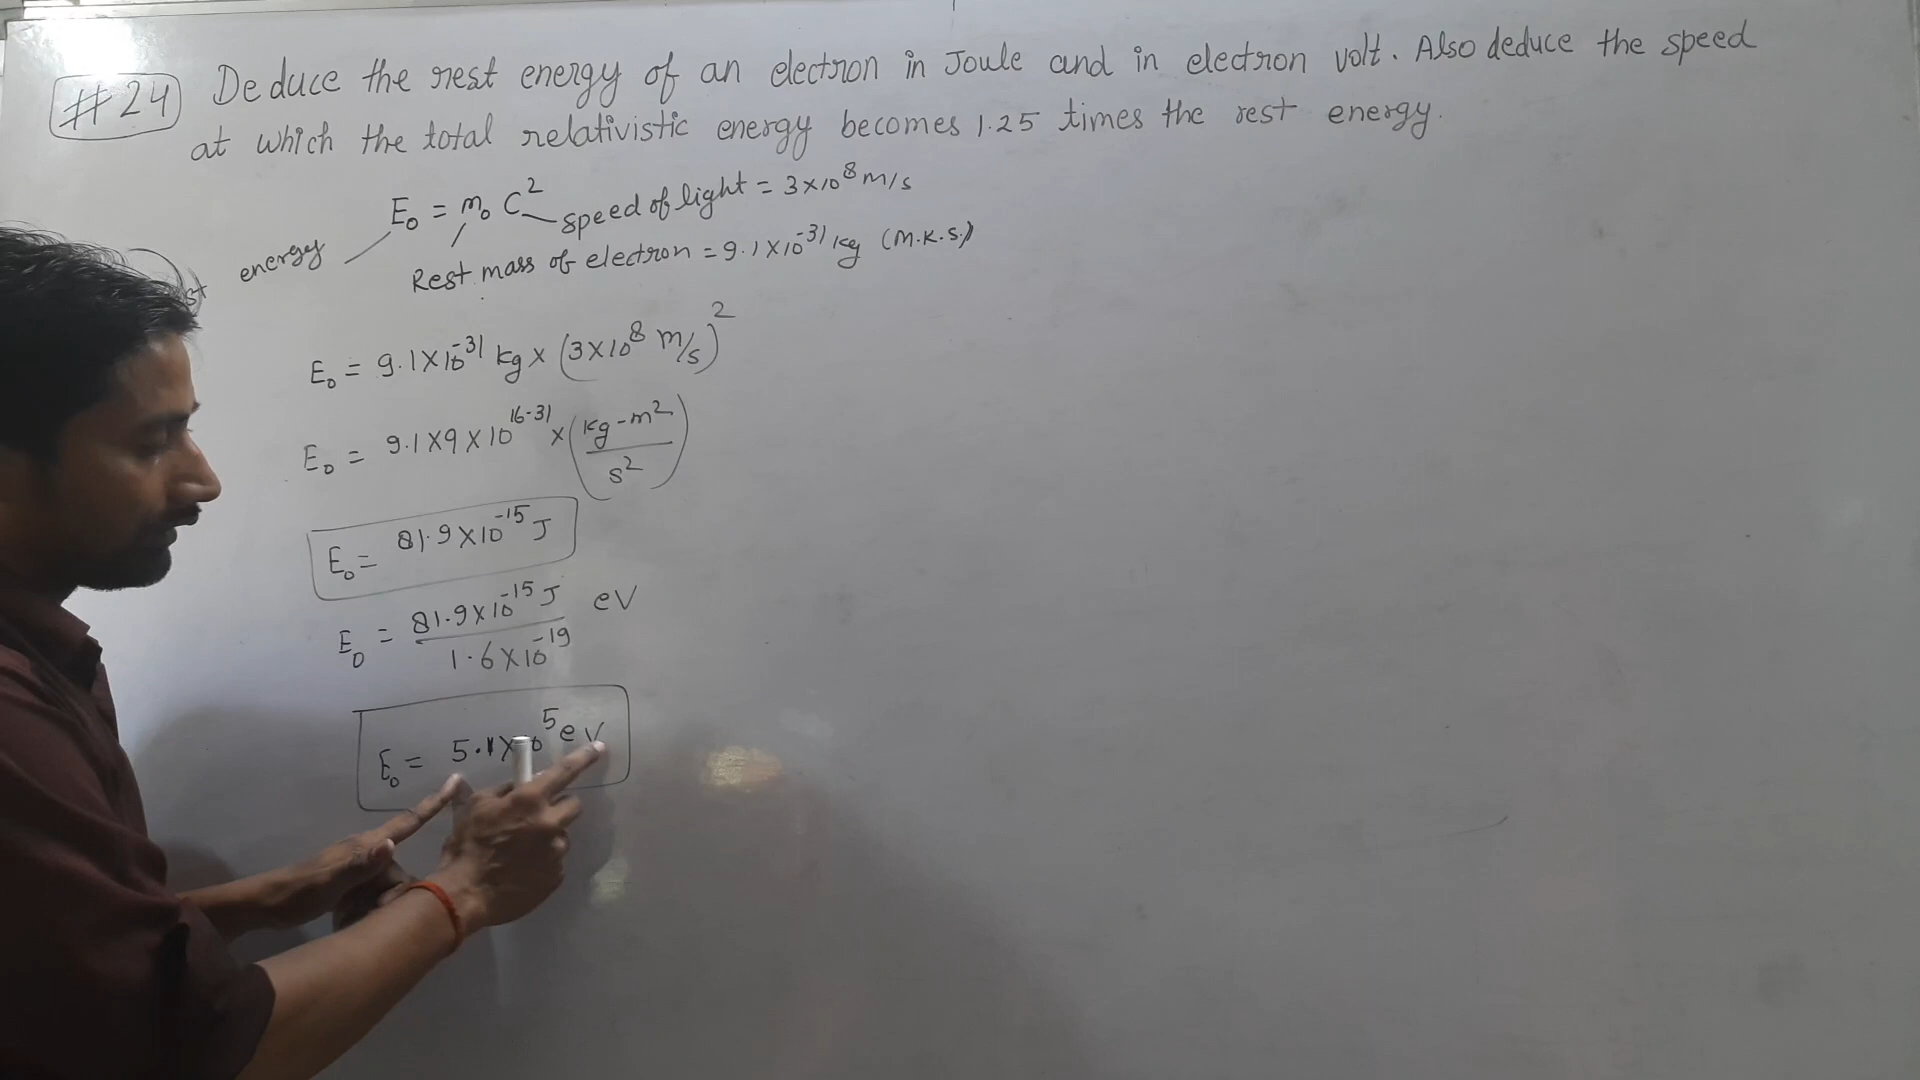 #24 Deduce the rest energy of an electron in Joule and in electron volt. Also deduce the speed
at which the total relativistic energy becomes 1.25 times the rest energy.
E₀ = m₀ C² speed of light = 3×10⁸ m/s
energy
Rest mass of electron = 9.1×10⁻³¹ kg (M.K.S.)
E₀ = 9.1×10⁻³¹ kg × (3×10⁸ m/s)²
E₀ = 9.1×9×10¹⁶⁻³¹ × (kg-m²/s²)
E₀ = 81.9×10⁻¹⁵ J
E₀ = 81.9×10⁻¹⁵ J / 1.6×10⁻¹⁹ eV
E₀ = 5.1× ⁵ eV